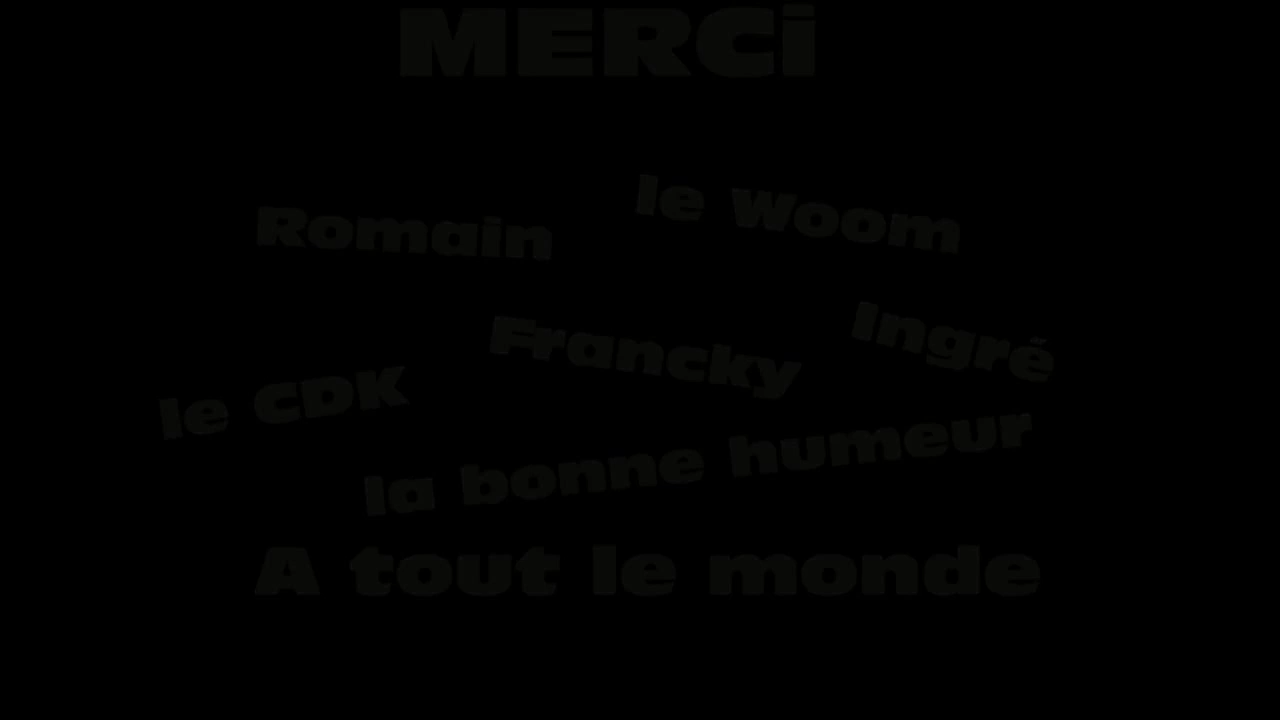 MERCi
le Woom
Romain
Ingré
Francky
le CDK
la bonne humeur
A tout le monde